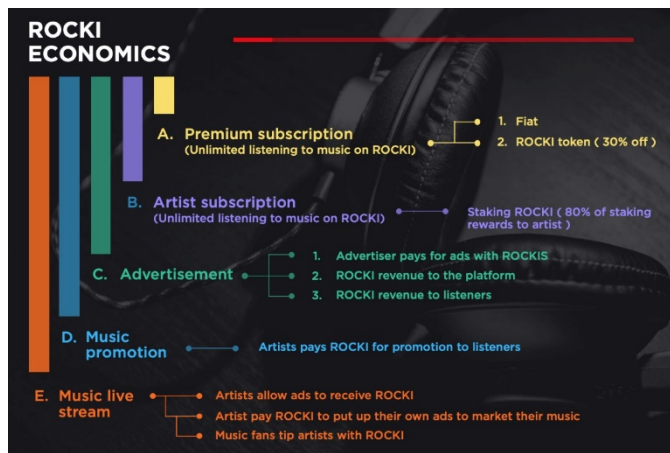 ROCKI
ECONOMICS
A. Premium subscription
(Unlimited listening to music on ROCKI)
1. Fiat
2. ROCKI token ( 30% off )
B. Artist subscription
(Unlimited listening to music on ROCKI)
Staking ROCKI ( 80% of staking
rewards to artist )
C. Advertisement
1. Advertiser pays for ads with ROCKIS
2. ROCKI revenue to the platform
3. ROCKI revenue to listeners
D. Music
promotion
Artists pays ROCKI for promotion to listeners
E. Music live
stream
Artists allow ads to receive ROCKI
Artist pay ROCKI to put up their own ads to market their music
Music fans tip artists with ROCKI